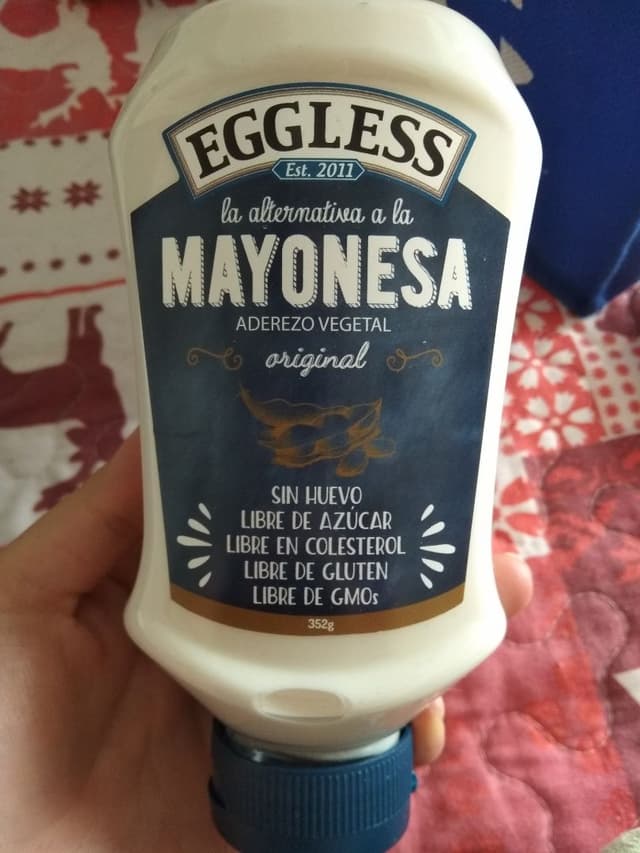 EGGLESS
Est. 2011
la alternativa a la
MAYONESA
ADEREZO VEGETAL
original
SIN HUEVO
LIBRE DE AZÚCAR
LIBRE EN COLESTEROL
LIBRE DE GLUTEN
LIBRE DE GMOs
352g